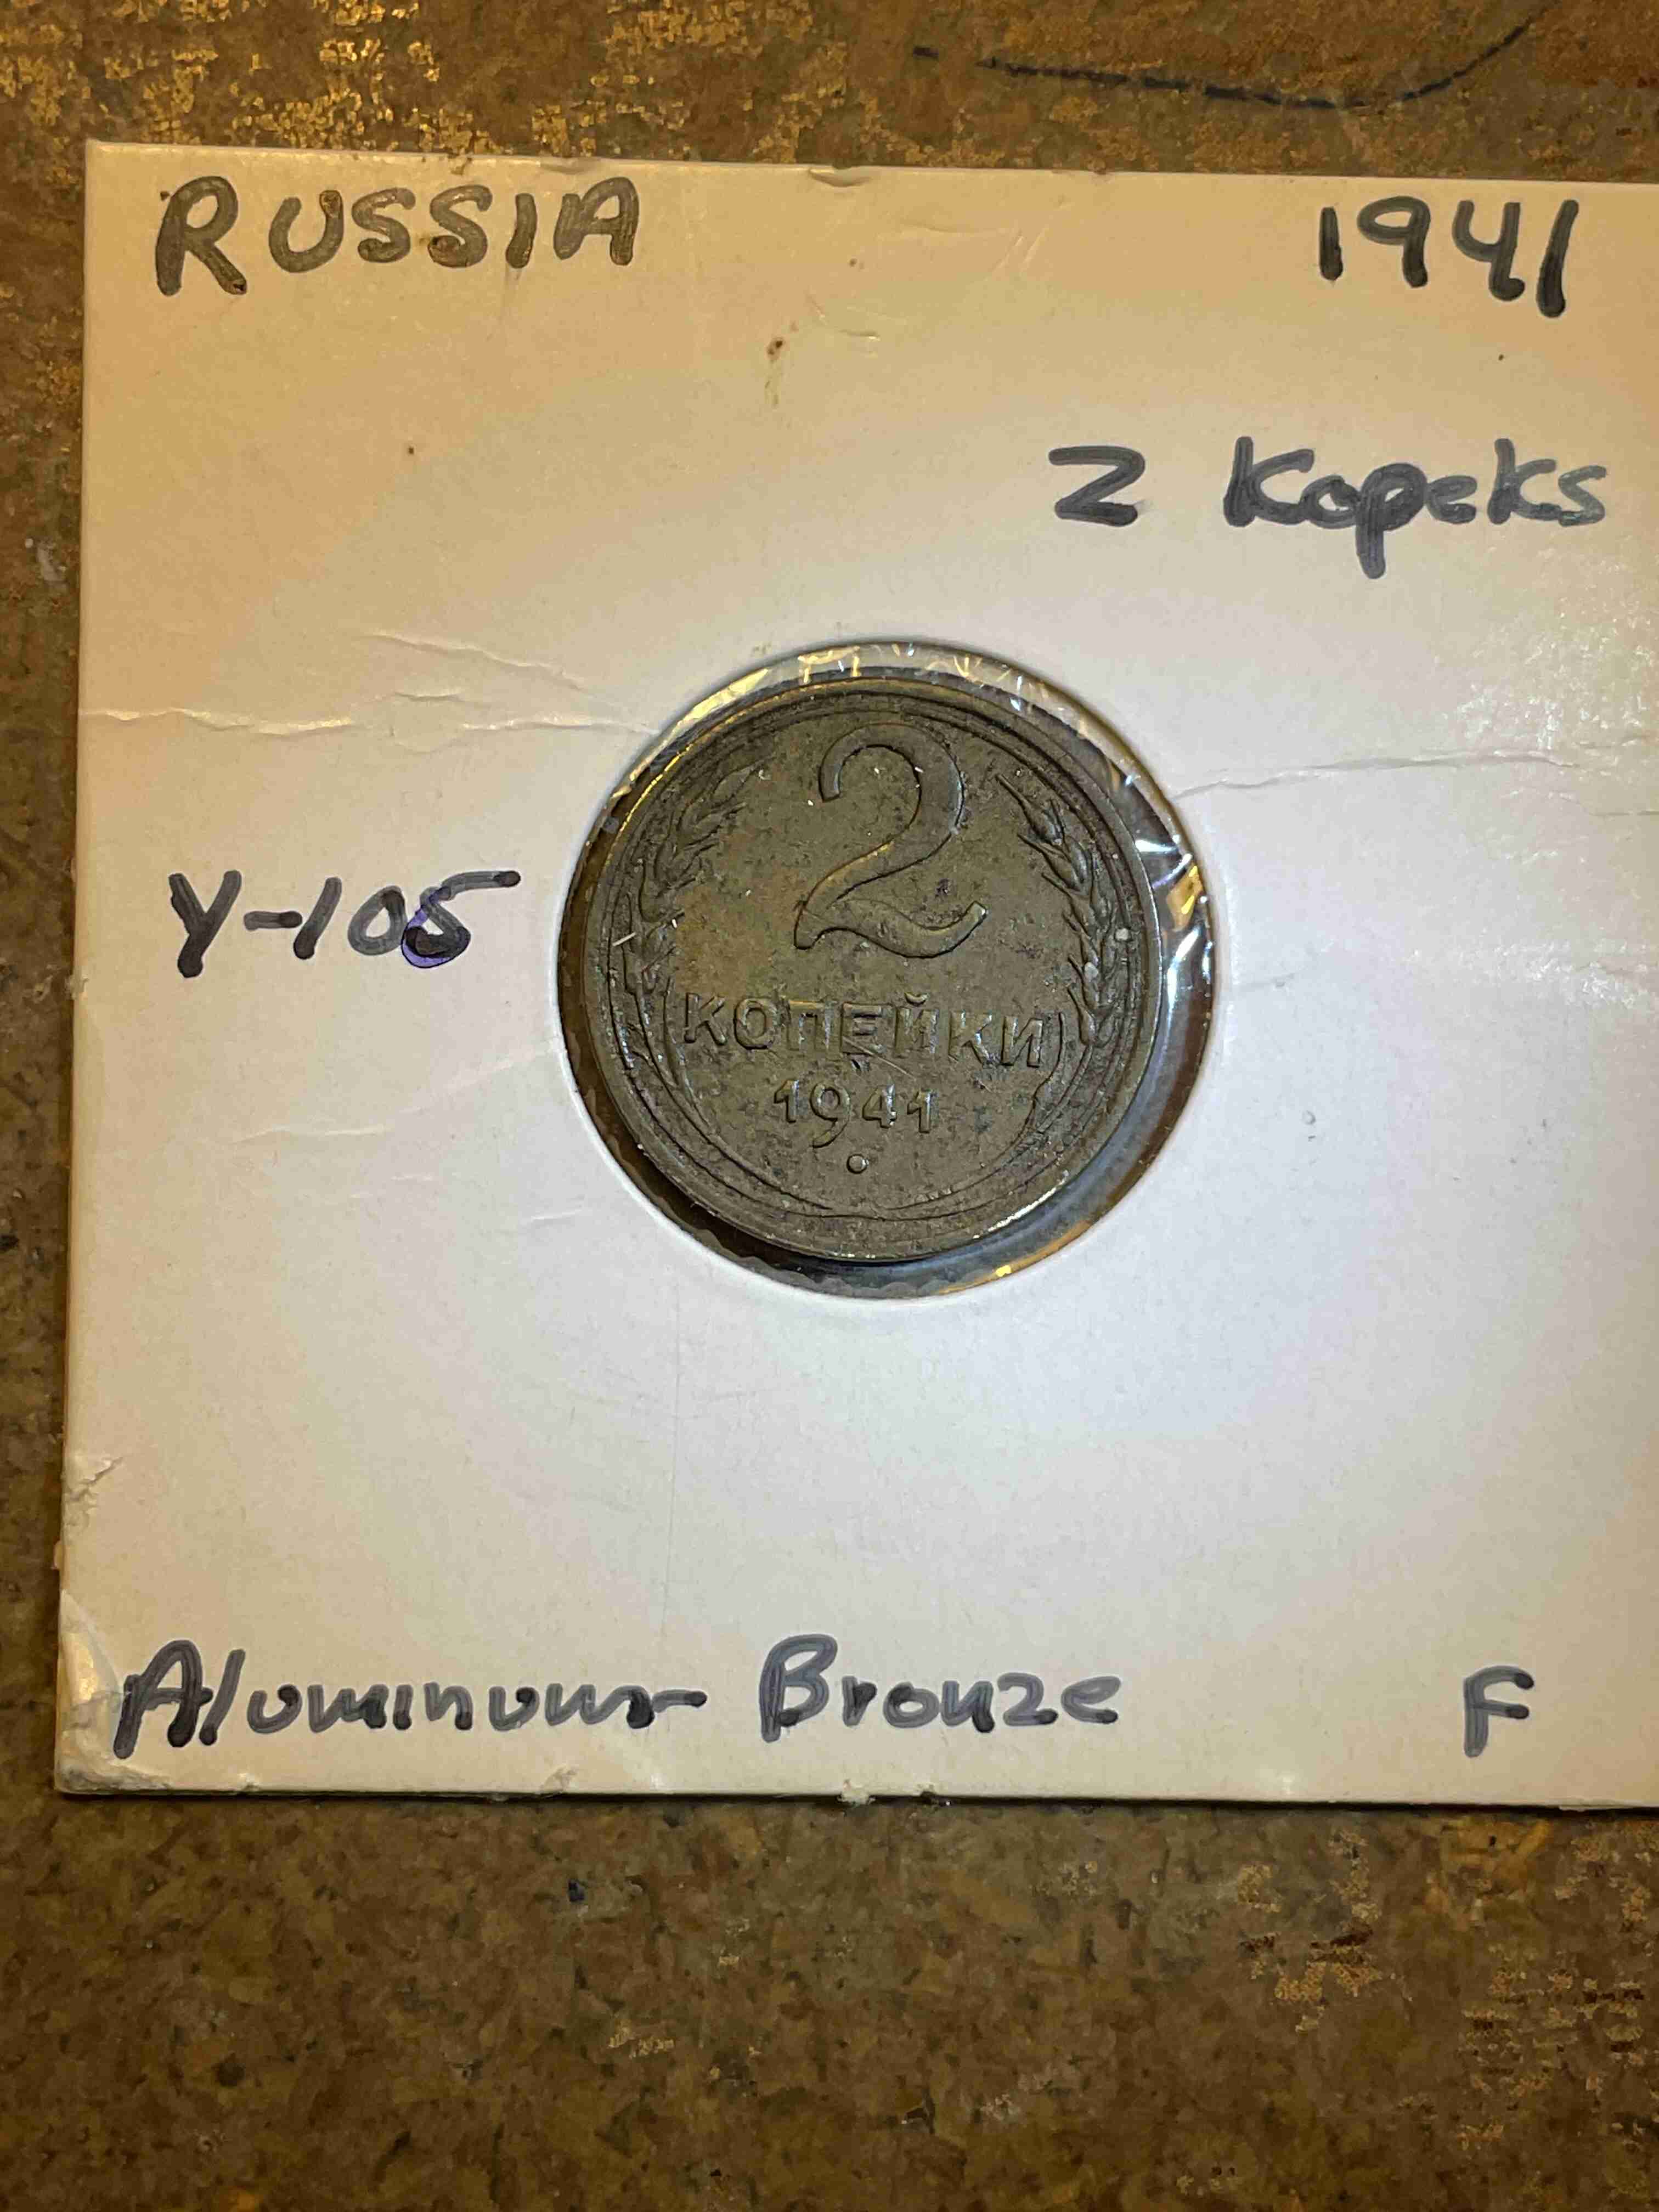 RUSSIA 1941
2 Kopeks
2
Y-105
КОПЕЙКИ
1941
Aluminum-Bronze F